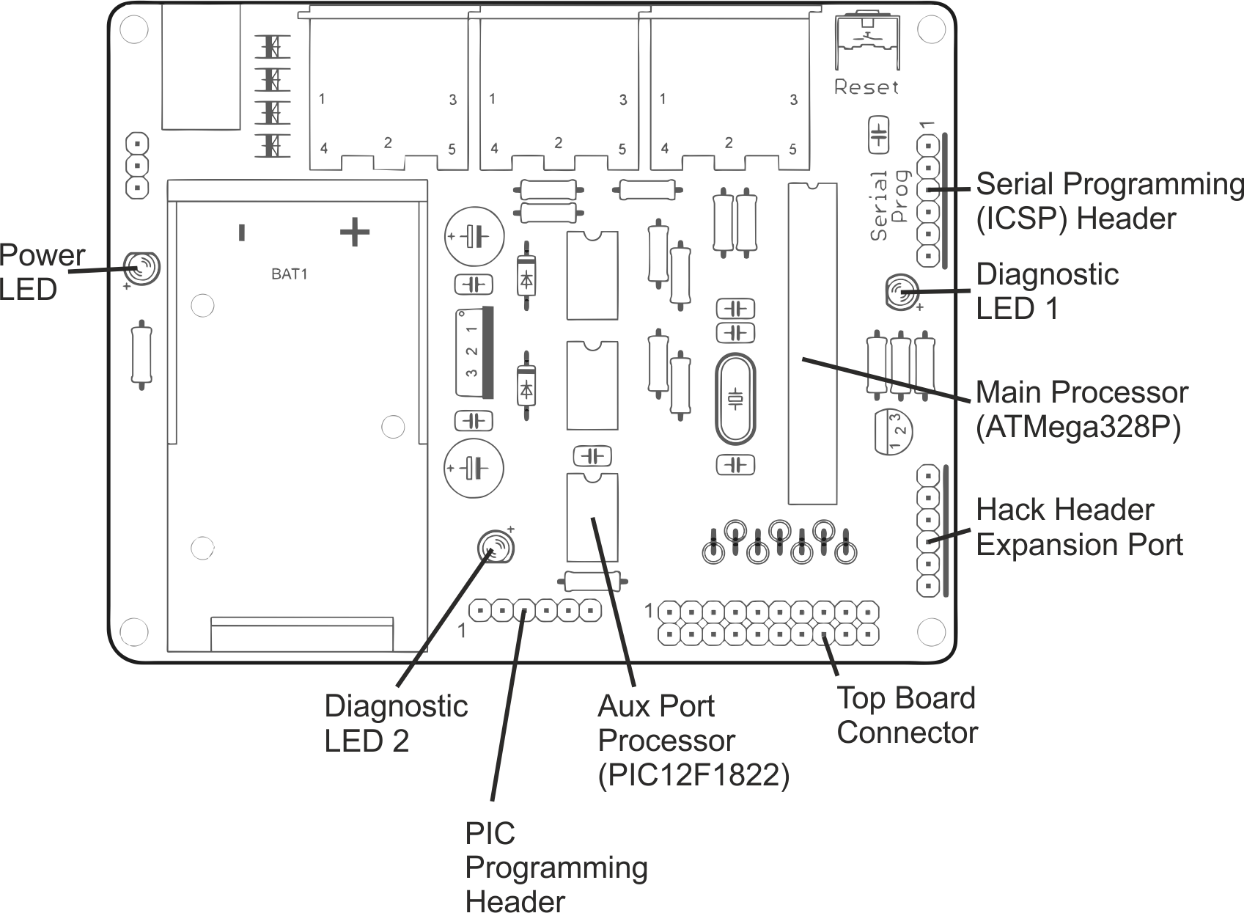 Reset
1 3
4 2 5
1 3
4 2 5
1 3
4 2 5
1
Serial
Prog
Serial Programming
(ICSP) Header
- +
BAT1
Power
LED
+
Diagnostic
LED 1
+
+
1
2
3
Main Processor
(ATMega328P)
1 2 3
+
Hack Header
Expansion Port
+
1
1
Diagnostic
LED 2
Aux Port
Processor
(PIC12F1822)
Top Board
Connector
PIC
Programming
Header